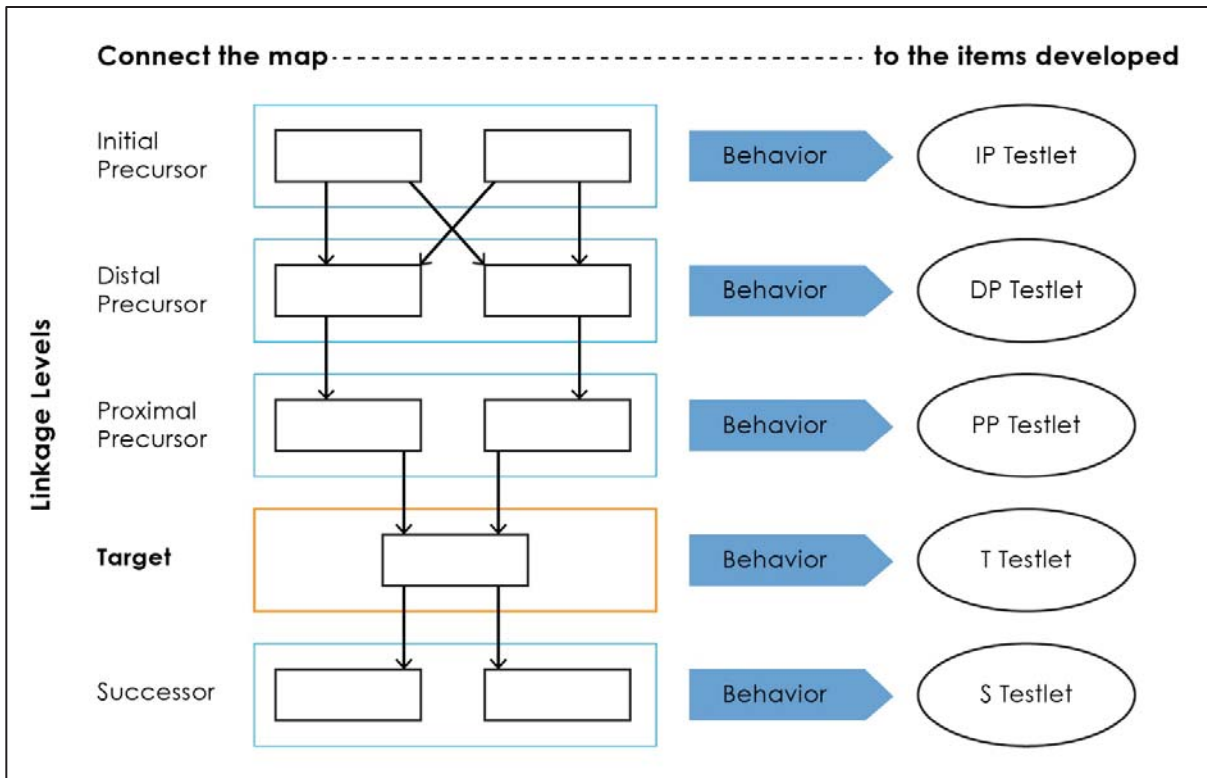 Connect the map
to the items developed
Linkage Levels
Initial
Precursor
Behavior
IP Testlet
Distal
Precursor
Behavior
DP Testlet
Proximal
Precursor
Behavior
PP Testlet
Target
Behavior
T Testlet
Successor
Behavior
S Testlet